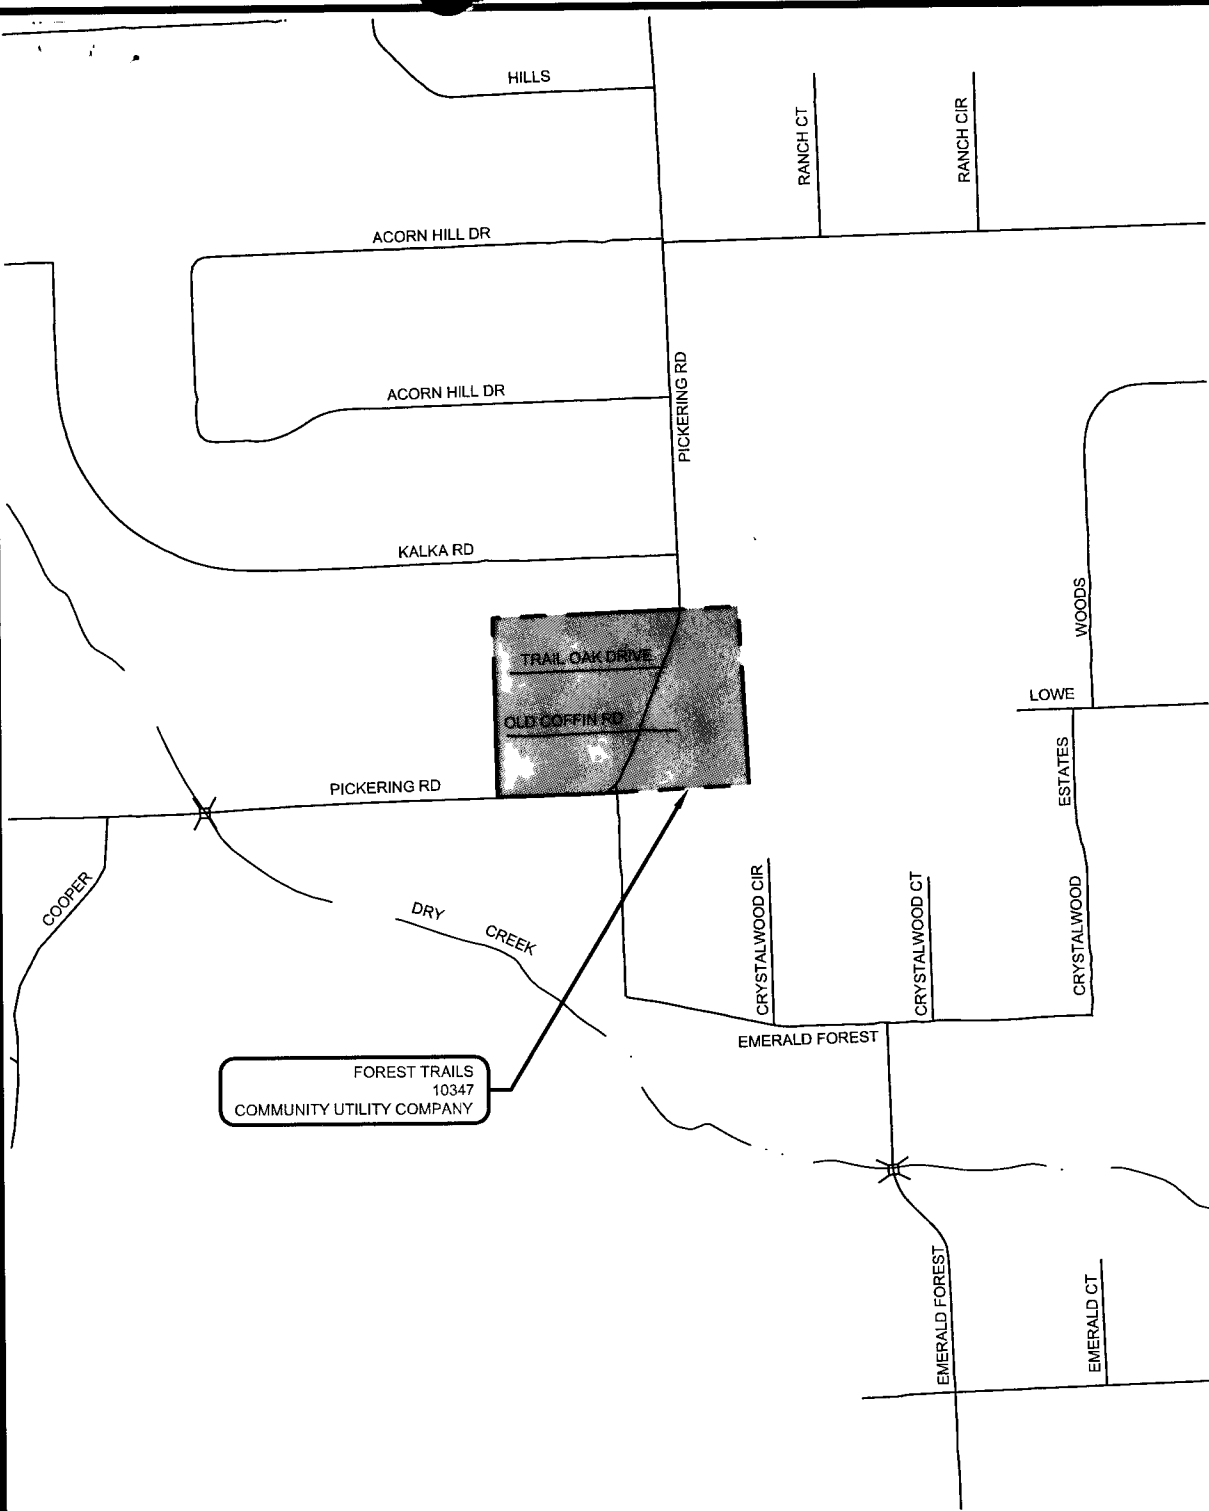 HILLS
RANCH CT
RANCH CIR
ACORN HILL DR
ACORN HILL DR
PICKERING RD
KALKA RD
WOODS
TRAIL OAK DRIVE
LOWE
OLD COFFIN RD
ESTATES
PICKERING RD
COOPER
DRY
CREEK
CRYSTALWOOD CIR
CRYSTALWOOD CT
CRYSTALWOOD
EMERALD FOREST
FOREST TRAILS
10347
COMMUNITY UTILITY COMPANY
EMERALD FOREST
EMERALD CT